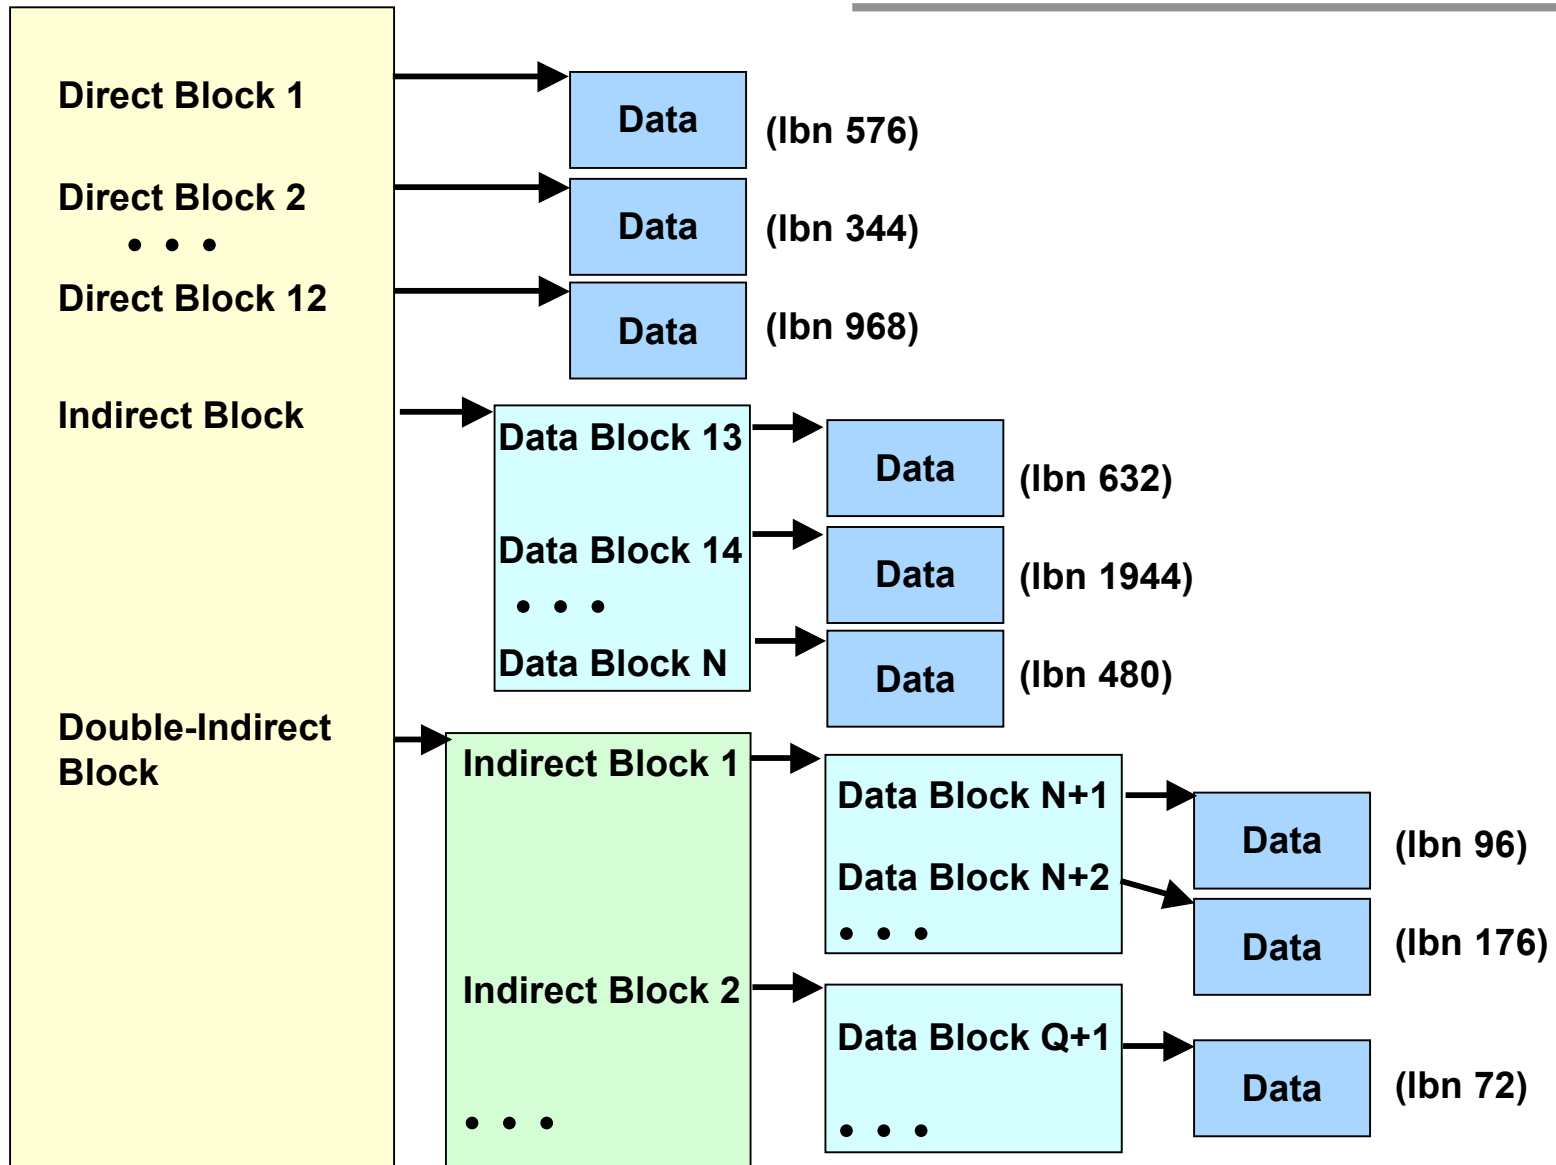 Direct Block 1
Data
(lbn 576)
Direct Block 2
Data
(lbn 344)
• • •
Direct Block 12
Data
(lbn 968)
Indirect Block
Data Block 13
Data
(lbn 632)
Data Block 14
Data
(lbn 1944)
• • •
Data Block N
Data
(lbn 480)
Double-Indirect
Block
Indirect Block 1
Data Block N+1
Data
(lbn 96)
Data Block N+2
Data
(lbn 176)
• • •
Indirect Block 2
Data Block Q+1
Data
(lbn 72)
• • •
• • •